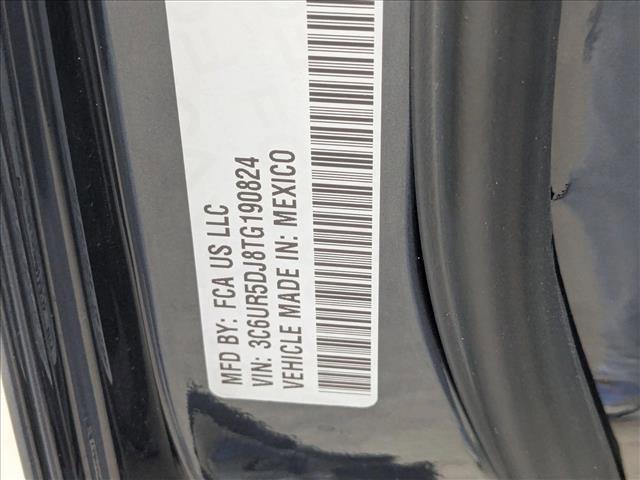 MFD BY: FCA US LLC
VIN: 3C6UR5DJ8TG190824
VEHICLE MADE IN: MEXICO